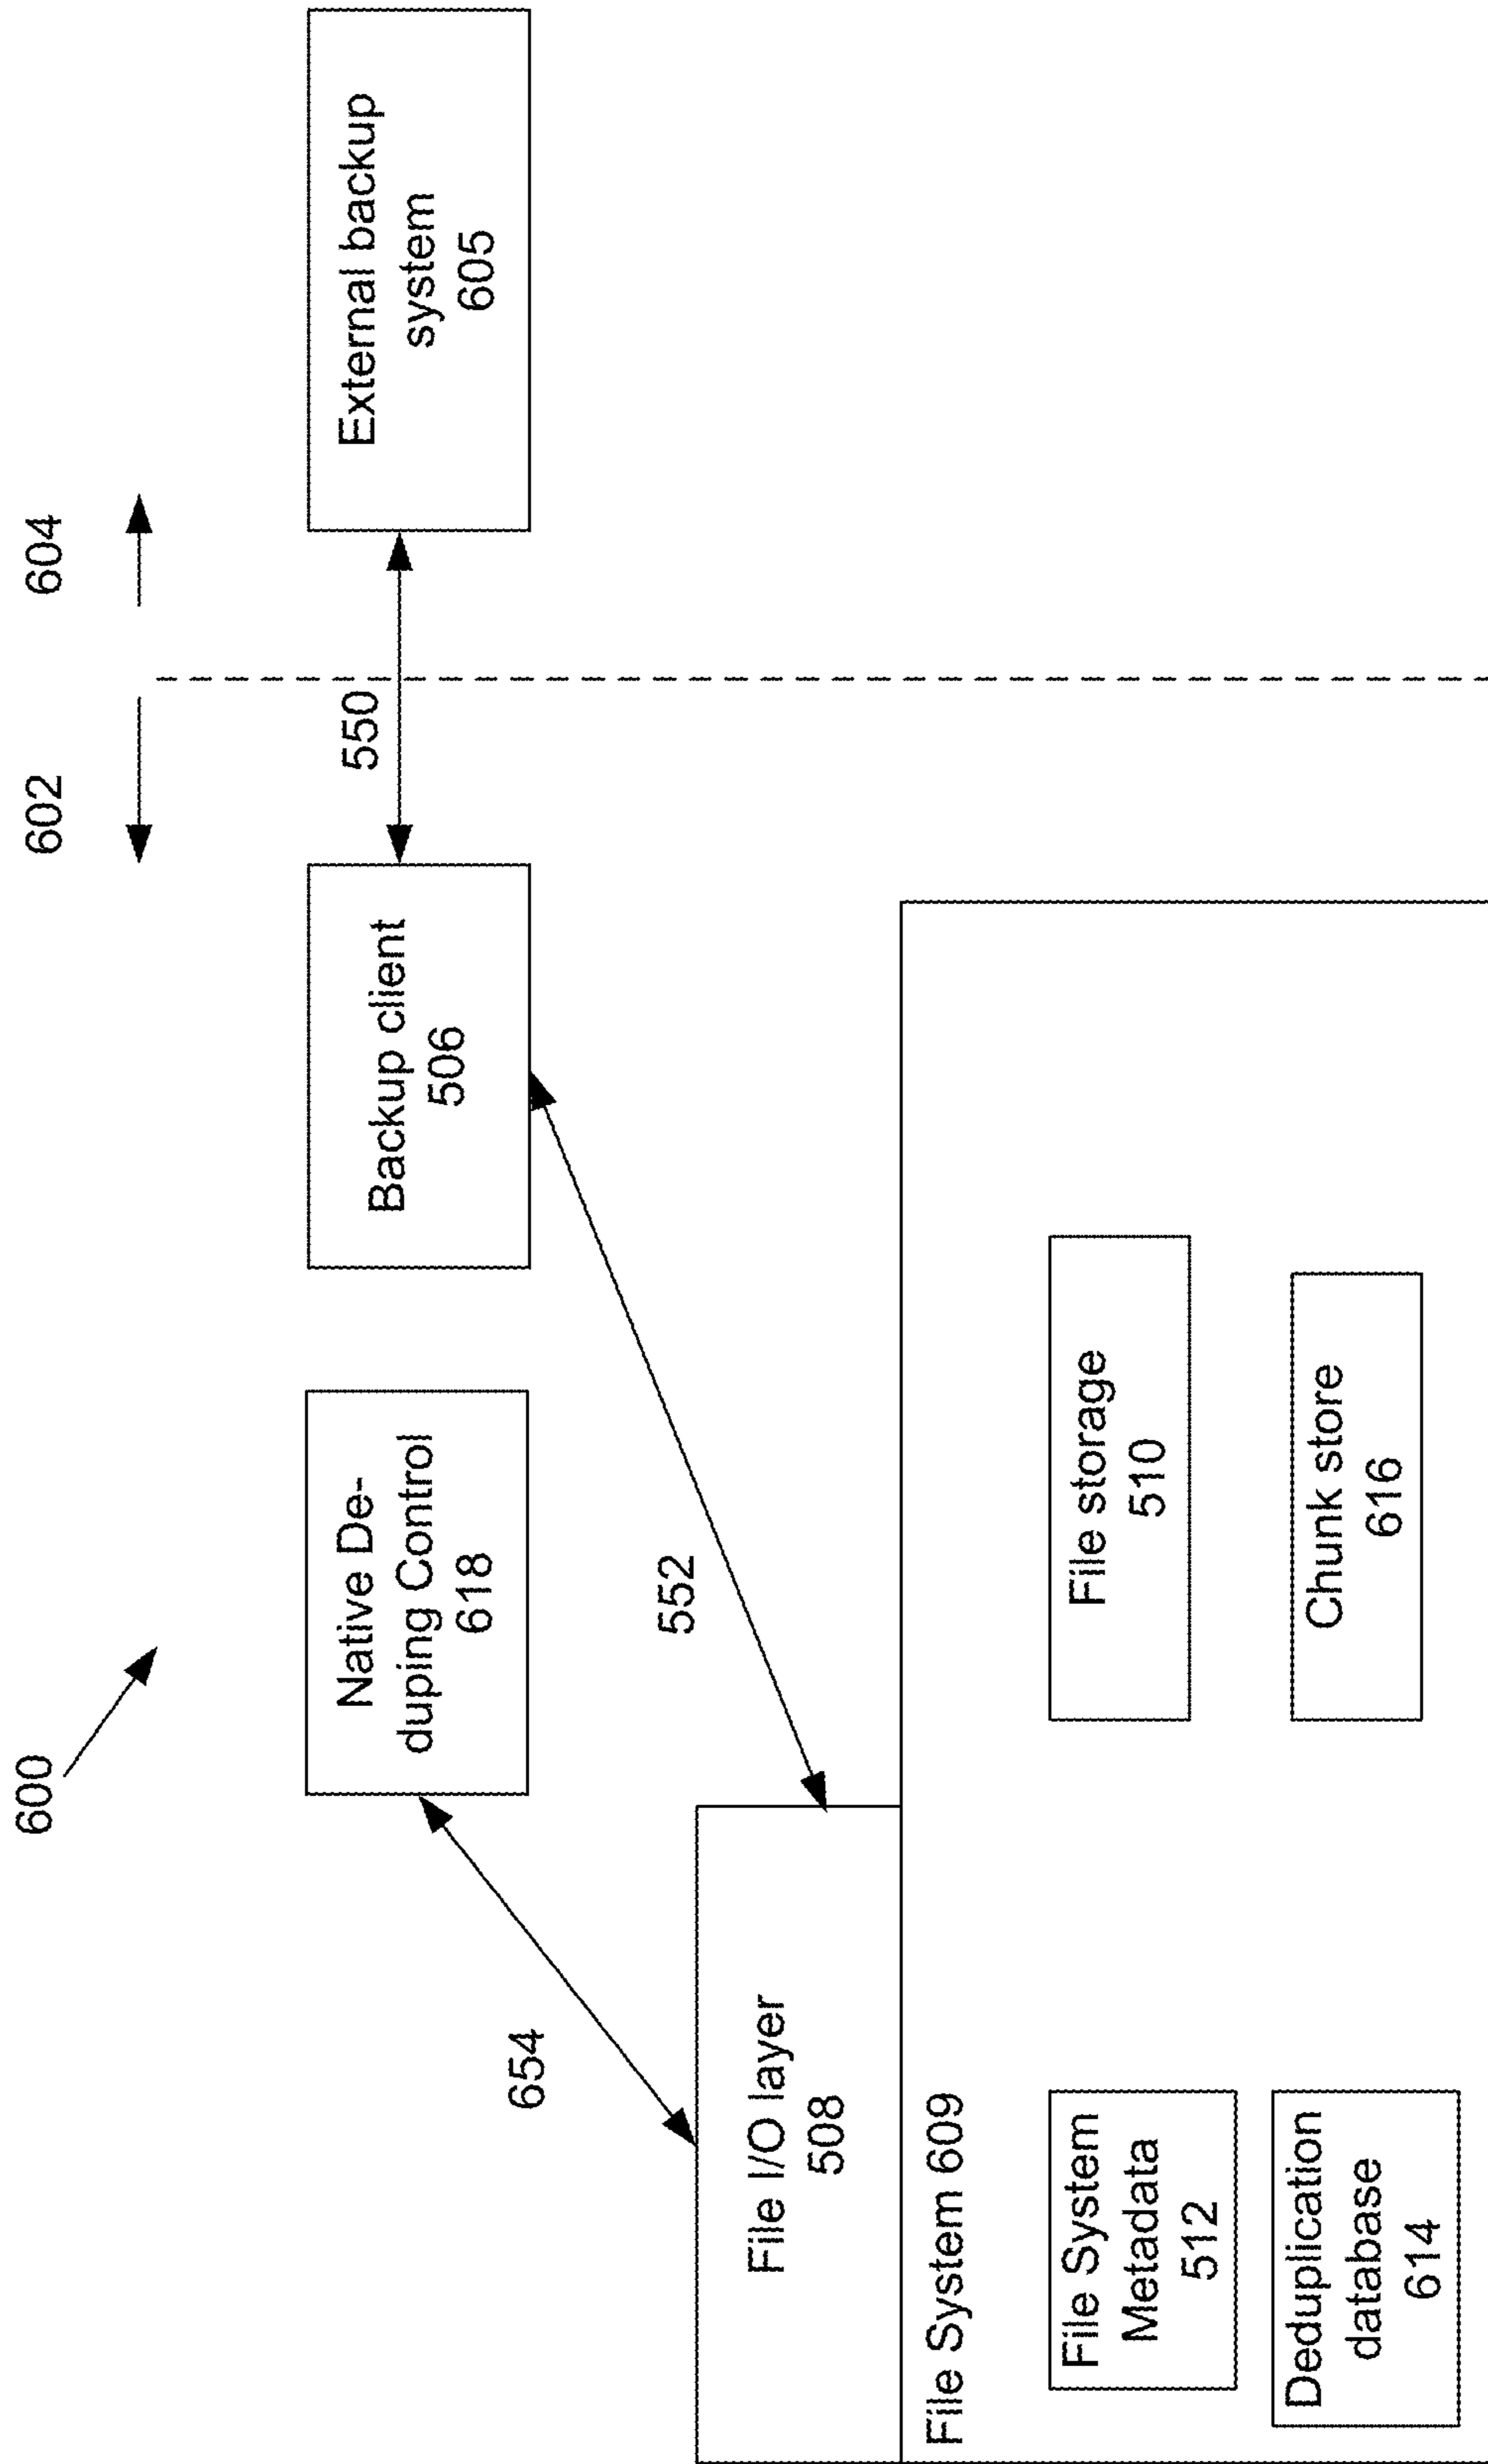 600
602
604
Native De-
duping Control
618
Backup client
506
550
External backup
system
605
654
552
File I/O layer
508
File System 609
File System
Metadata
512
File storage
510
Deduplication
database
614
Chunk store
616